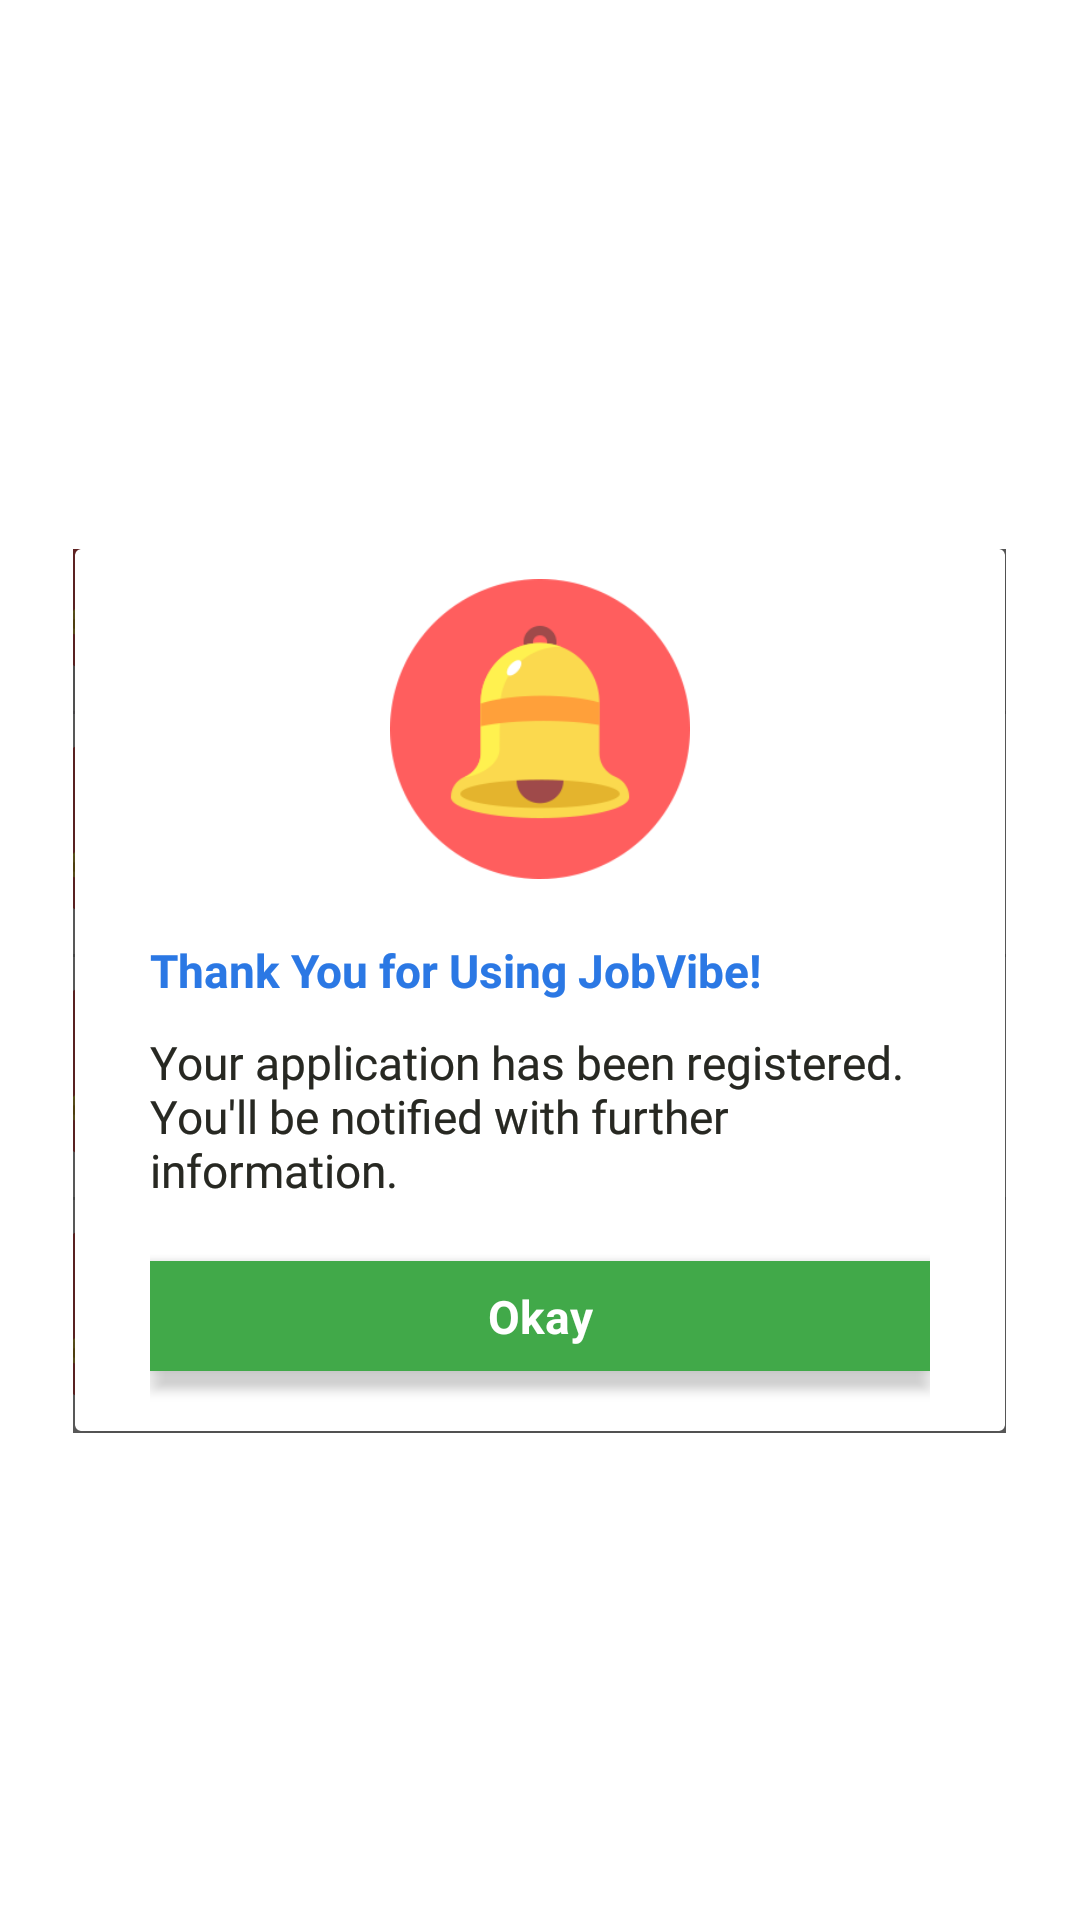 Thank You for Using JobVibe!
Your application has been registered.
You'll be notified with further
information.
Okay